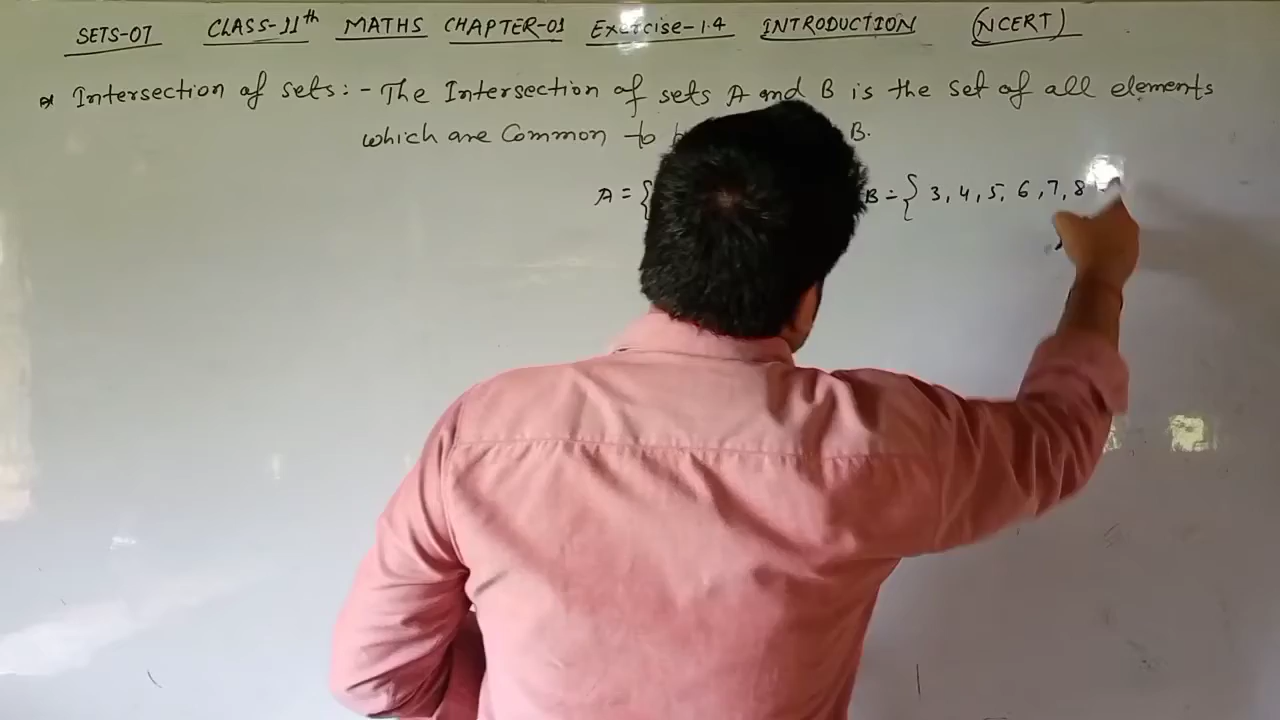 SETS-07 CLASS-11th MATHS CHAPTER-01 Exercise-1.4 INTRODUCTION (NCERT)
Intersection of sets:- The Intersection of sets A and B is the set of all elements
which are Common to B.
A = { B = { 3, 4, 5, 6, 7, 8